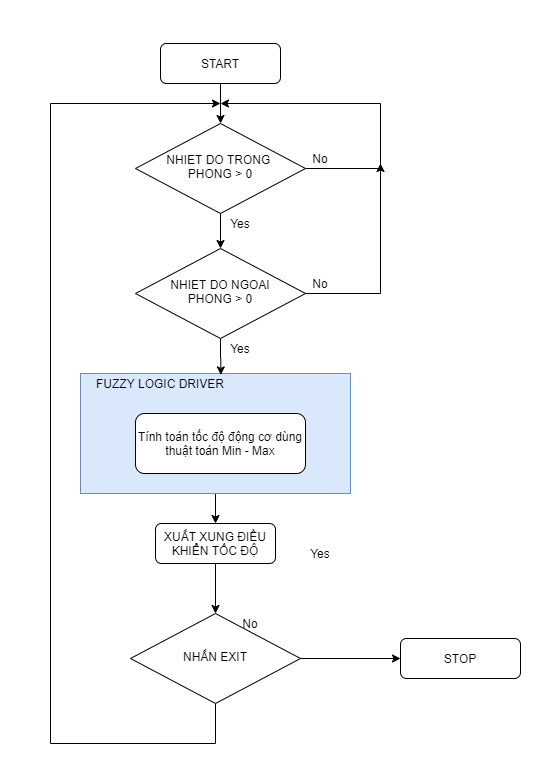 START
NHIET DO TRONG
PHONG > 0
No
Yes
NHIET DO NGOAI
PHONG > 0
No
Yes
FUZZY LOGIC DRIVER
Tính toán tốc độ động cơ dùng
thuật toán Min - Max
XUẤT XUNG ĐIỀU
KHIỂN TỐC ĐỘ
Yes
No
NHẤN EXIT
STOP